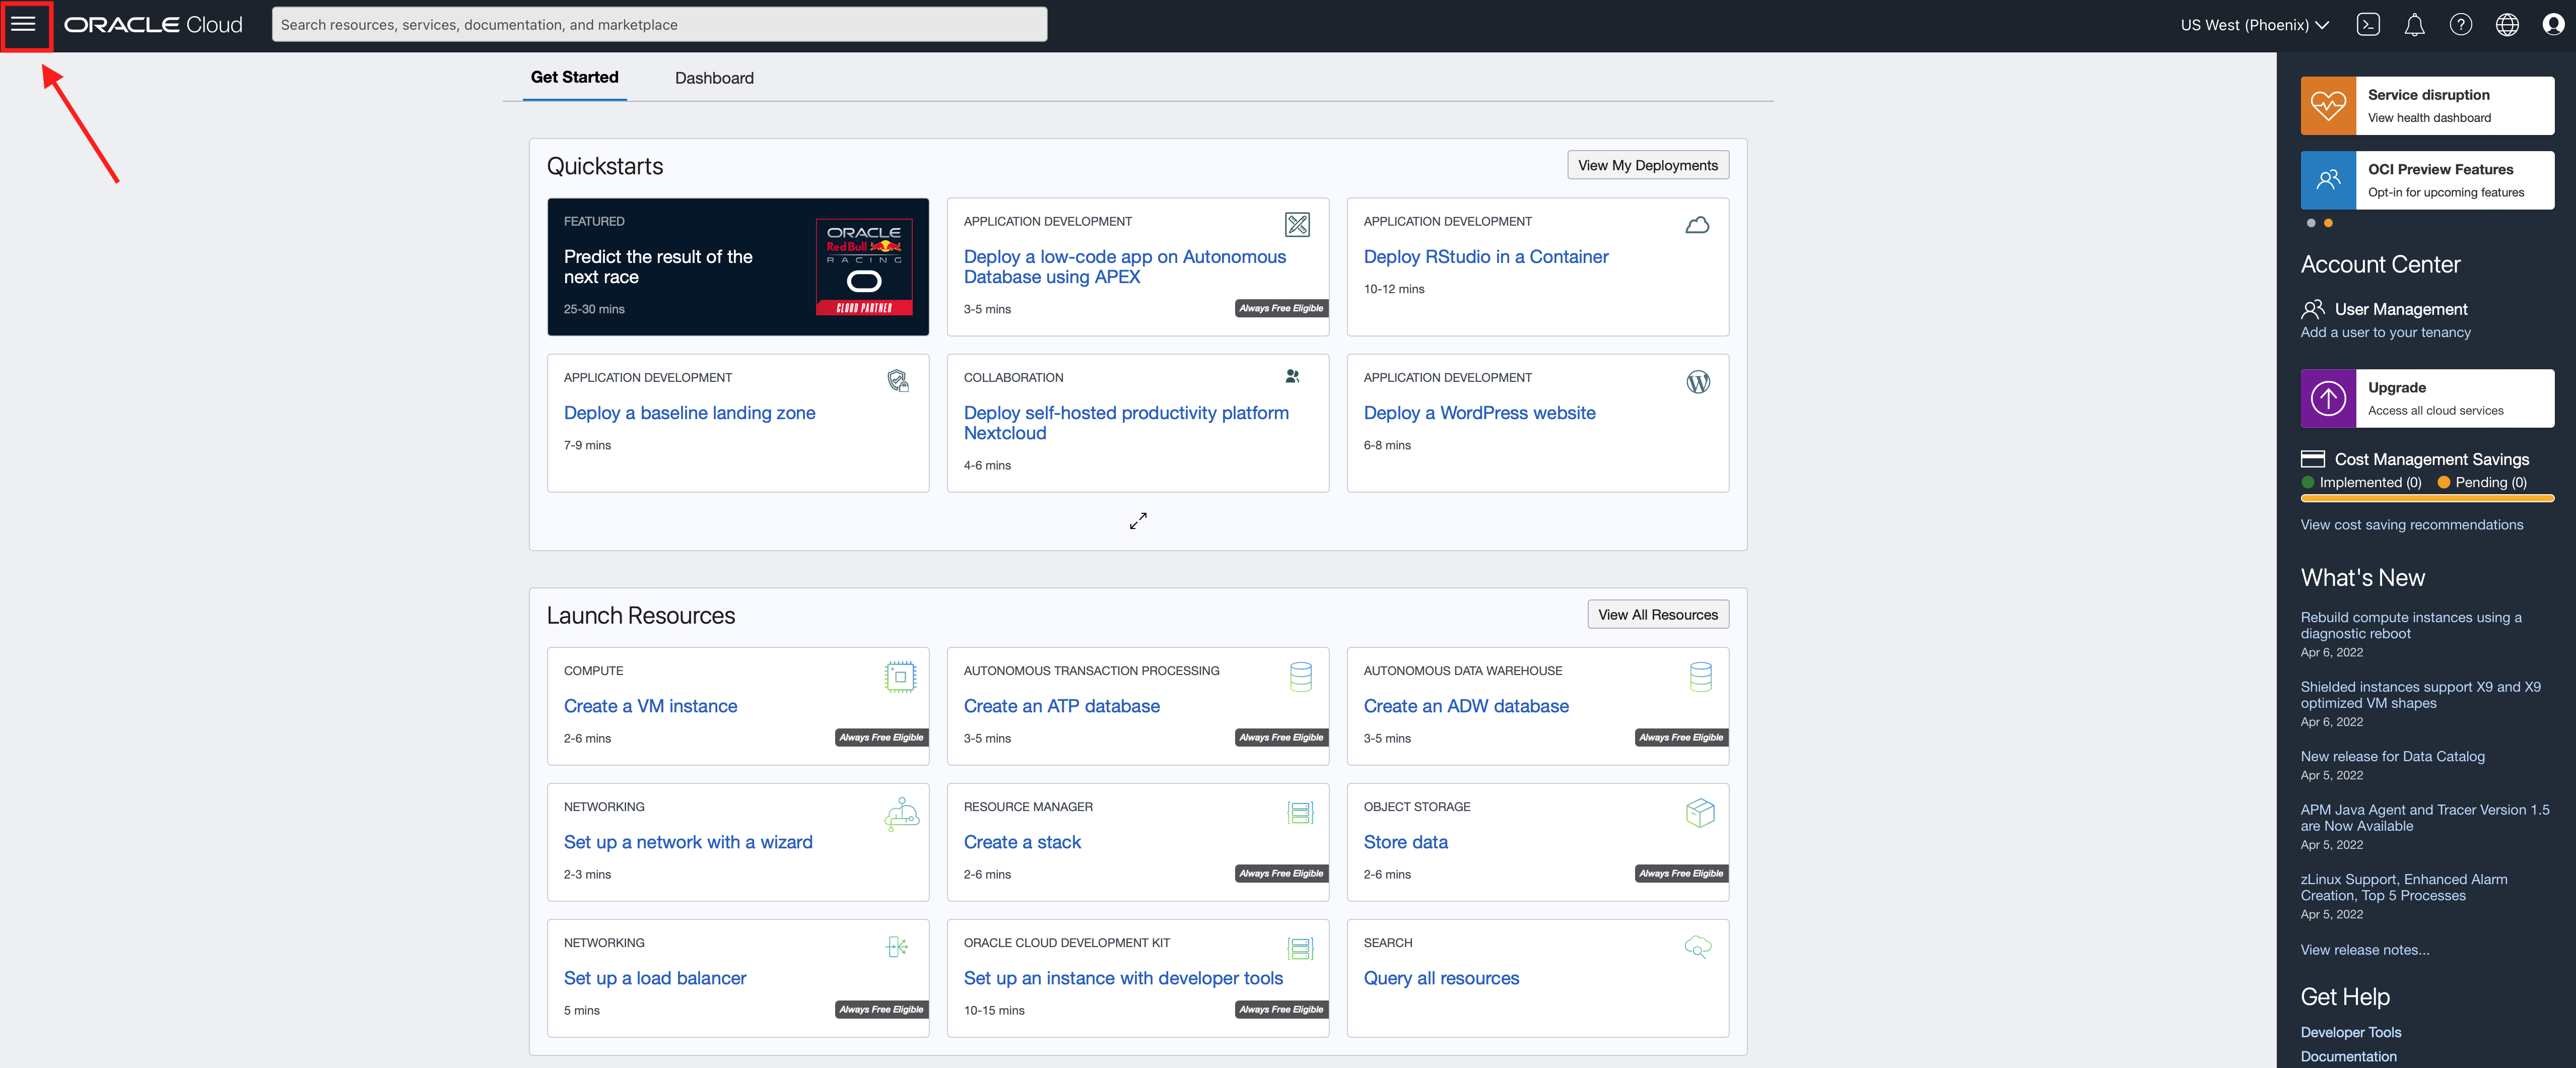 ORACLE Cloud
Search resources, services, documentation, and marketplace
US West (Phoenix)
Get Started
Dashboard
Quickstarts
View My Deployments
FEATURED
Predict the result of the
next race
25-30 mins
ORACLE
Red Bull
RACING
CLOUD PARTNER
APPLICATION DEVELOPMENT
Deploy a low-code app on Autonomous
Database using APEX
3-5 mins
Always Free Eligible
APPLICATION DEVELOPMENT
Deploy RStudio in a Container
10-12 mins
APPLICATION DEVELOPMENT
Deploy a baseline landing zone
7-9 mins
COLLABORATION
Deploy self-hosted productivity platform
Nextcloud
4-6 mins
APPLICATION DEVELOPMENT
Deploy a WordPress website
6-8 mins
Launch Resources
View All Resources
COMPUTE
Create a VM instance
2-6 mins
Always Free Eligible
AUTONOMOUS TRANSACTION PROCESSING
Create an ATP database
3-5 mins
Always Free Eligible
AUTONOMOUS DATA WAREHOUSE
Create an ADW database
3-5 mins
Always Free Eligible
NETWORKING
Set up a network with a wizard
2-3 mins
RESOURCE MANAGER
Create a stack
2-6 mins
Always Free Eligible
OBJECT STORAGE
Store data
2-6 mins
Always Free Eligible
NETWORKING
Set up a load balancer
5 mins
Always Free Eligible
ORACLE CLOUD DEVELOPMENT KIT
Set up an instance with developer tools
10-15 mins
Always Free Eligible
SEARCH
Query all resources
Service disruption
View health dashboard
OCI Preview Features
Opt-in for upcoming features
Account Center
User Management
Add a user to your tenancy
Upgrade
Access all cloud services
Cost Management Savings
Implemented (0) Pending (0)
View cost saving recommendations
What's New
Rebuild compute instances using a
diagnostic reboot
Apr 6, 2022
Shielded instances support X9 and X9
optimized VM shapes
Apr 6, 2022
New release for Data Catalog
Apr 5, 2022
APM Java Agent and Tracer Version 1.5
are Now Available
Apr 5, 2022
zLinux Support, Enhanced Alarm
Creation, Top 5 Processes
Apr 5, 2022
View release notes...
Get Help
Developer Tools
Documentation